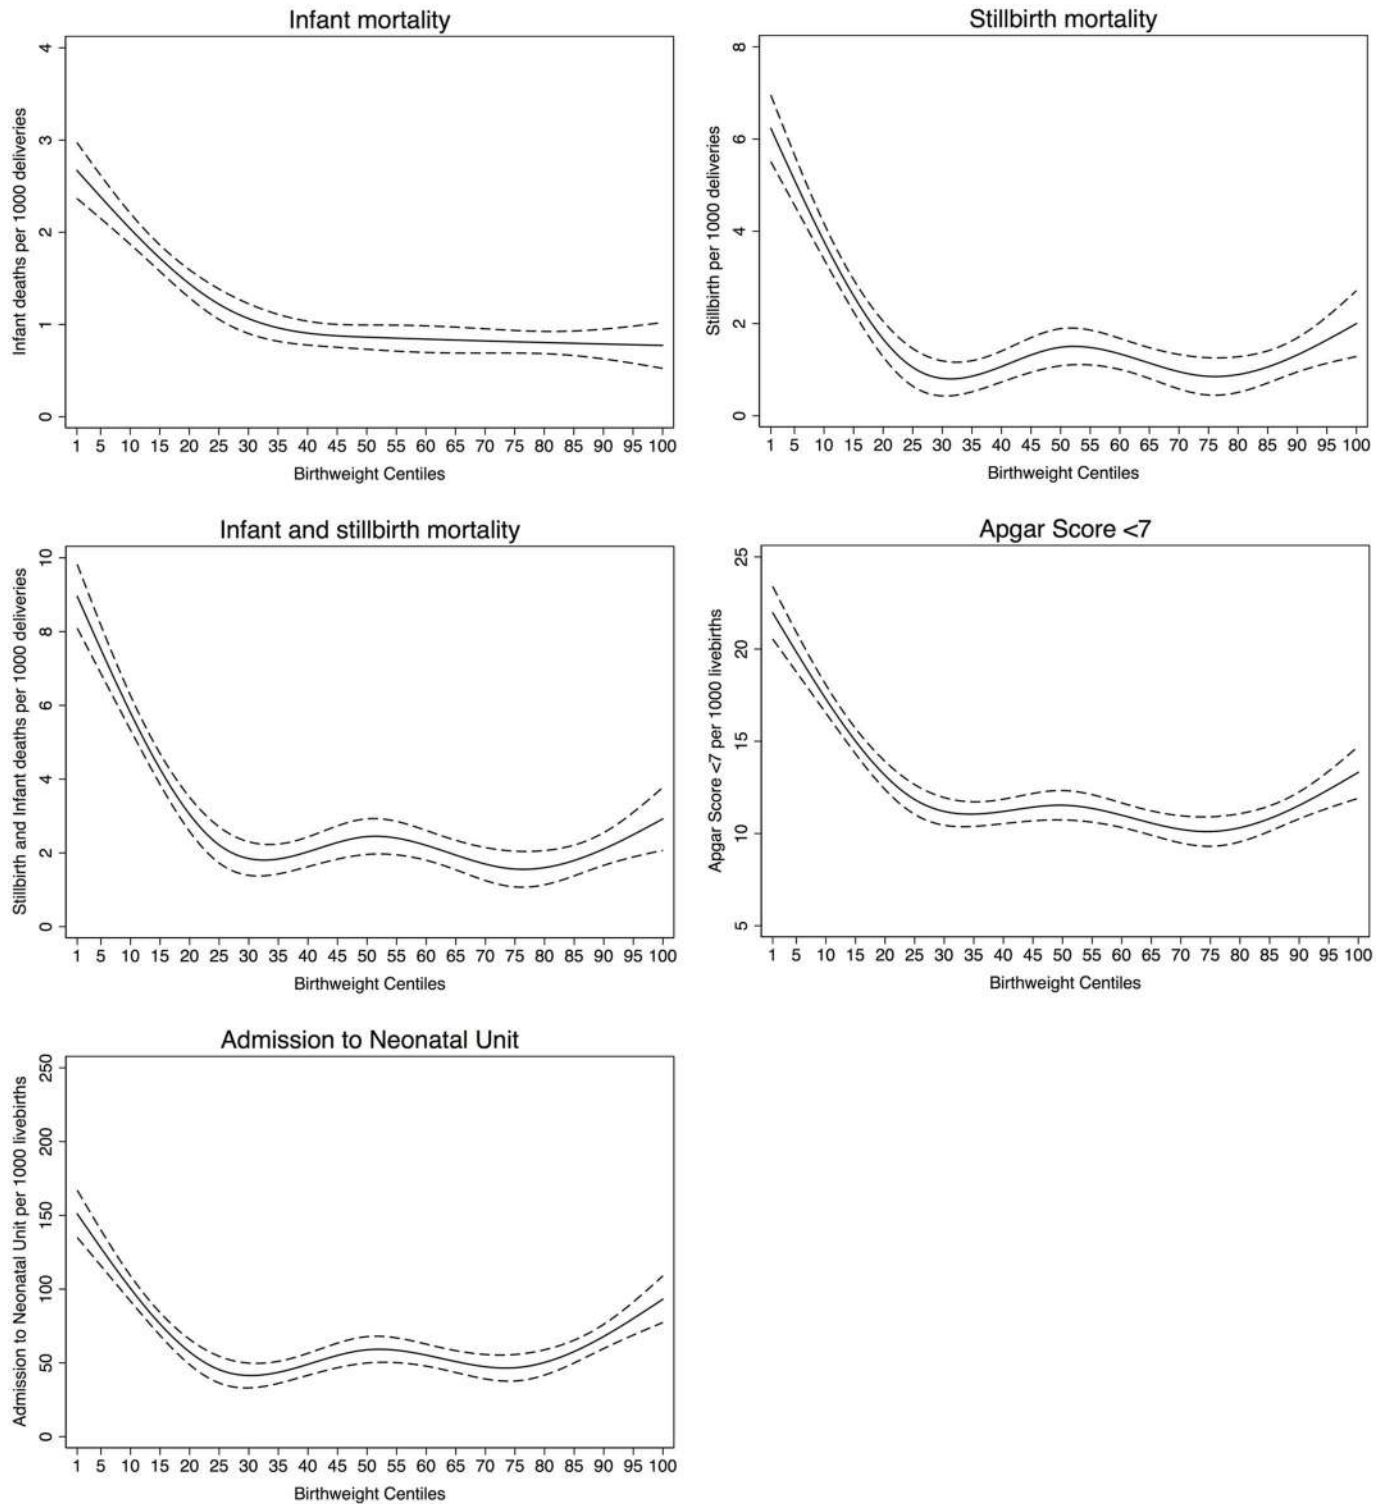 Infant mortality
Infant deaths per 1000 deliveries
4
3
2
1
0
1 5 10 15 20 25 30 35 40 45 50 55 60 65 70 75 80 85 90 95 100
Birthweight Centiles
Stillbirth mortality
Stillbirth per 1000 deliveries
8
6
4
2
0
1 5 10 15 20 25 30 35 40 45 50 55 60 65 70 75 80 85 90 95 100
Birthweight Centiles
Infant and stillbirth mortality
Stillbirth and Infant deaths per 1000 deliveries
10
8
6
4
2
0
1 5 10 15 20 25 30 35 40 45 50 55 60 65 70 75 80 85 90 95 100
Birthweight Centiles
Apgar Score <7
Apgar Score <7 per 1000 livebirths
25
20
15
10
5
1 5 10 15 20 25 30 35 40 45 50 55 60 65 70 75 80 85 90 95 100
Birthweight Centiles
Admission to Neonatal Unit
Admission to Neonatal Unit per 1000 livebirths
250
200
150
100
50
0
1 5 10 15 20 25 30 35 40 45 50 55 60 65 70 75 80 85 90 95 100
Birthweight Centiles